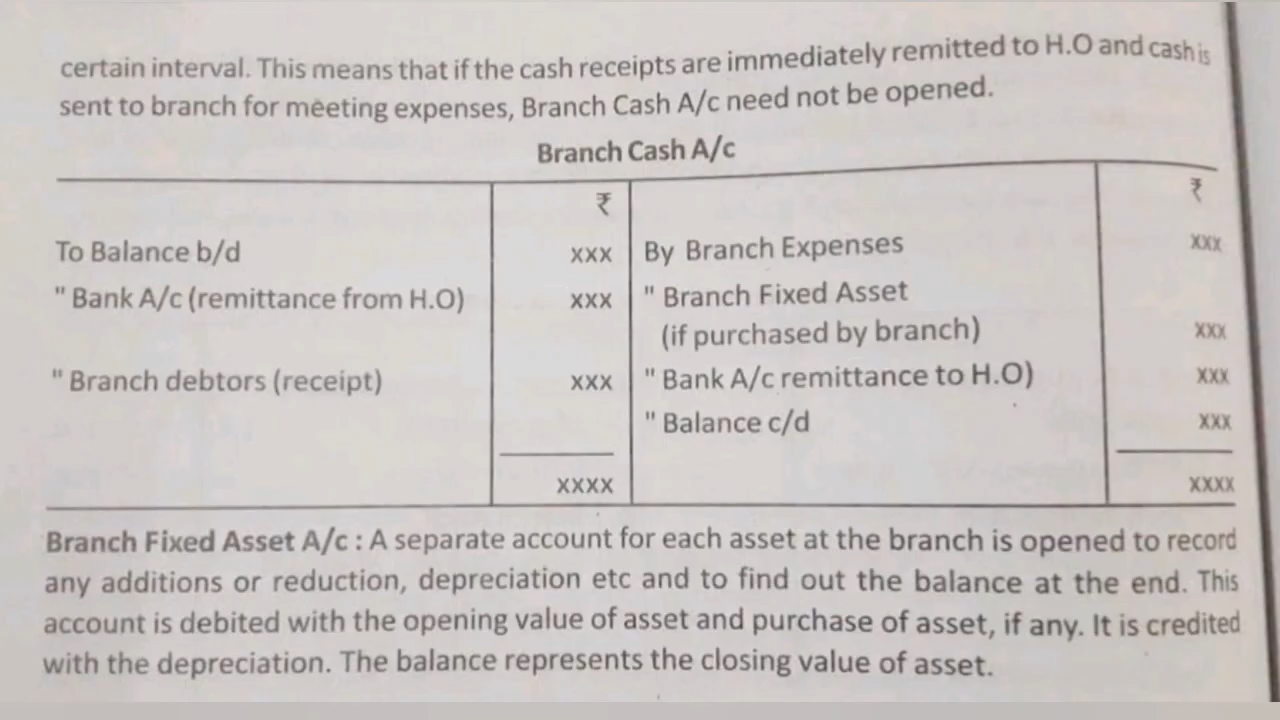 certain interval. This means that if the cash receipts are immediately remitted to H.O and cash is
sent to branch for meeting expenses, Branch Cash A/c need not be opened.
Branch Cash A/c
₹ ₹
To Balance b/d xxx By Branch Expenses xxx
" Bank A/c (remittance from H.O) xxx " Branch Fixed Asset
(if purchased by branch) xxx
" Branch debtors (receipt) xxx " Bank A/c remittance to H.O) xxx
" Balance c/d xxx
xxxx xxxx
Branch Fixed Asset A/c : A separate account for each asset at the branch is opened to record
any additions or reduction, depreciation etc and to find out the balance at the end. This
account is debited with the opening value of asset and purchase of asset, if any. It is credited
with the depreciation. The balance represents the closing value of asset.